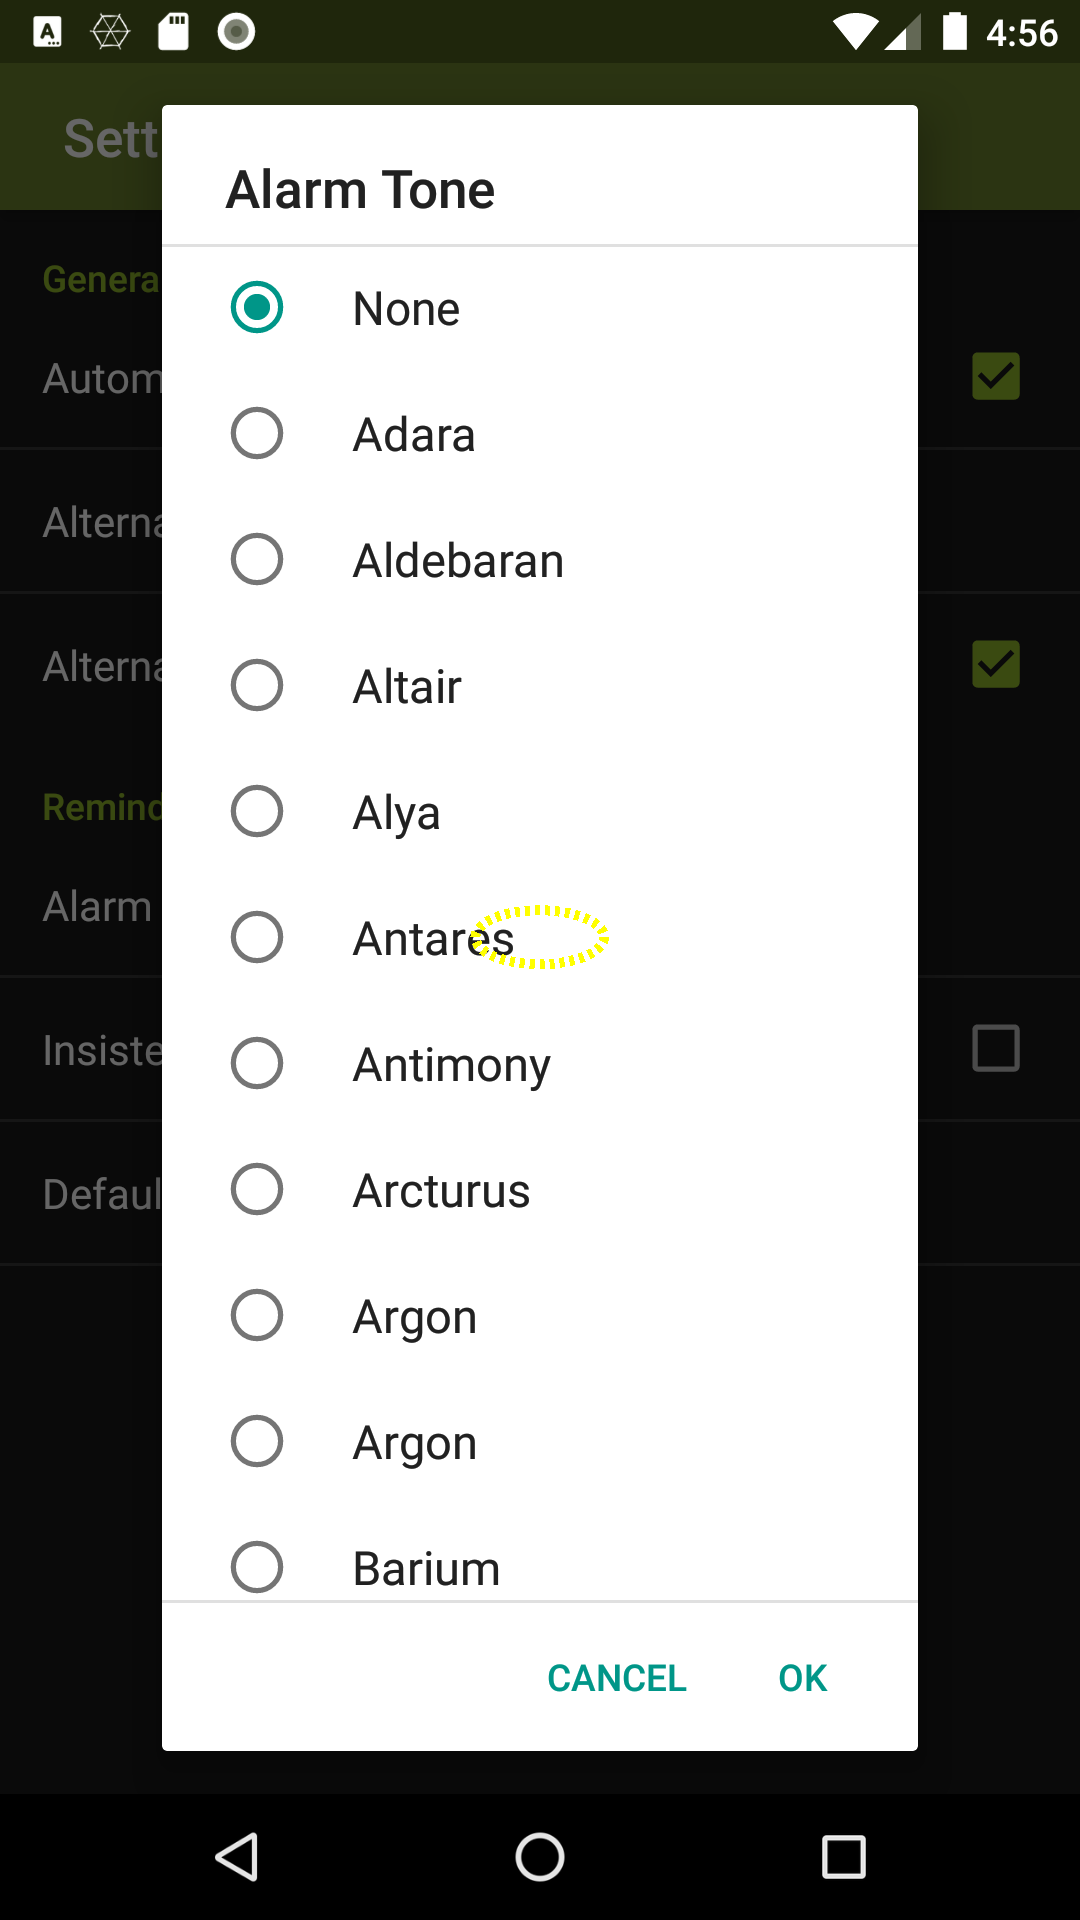 4:56
Sett
Alarm Tone
Genera
None
Autom
Adara
Alterna
Aldebaran
Alterna
Altair
Remind
Alya
Alarm
Antares
Insiste
Antimony
Defaul
Arcturus
Argon
Argon
Barium
CANCEL OK